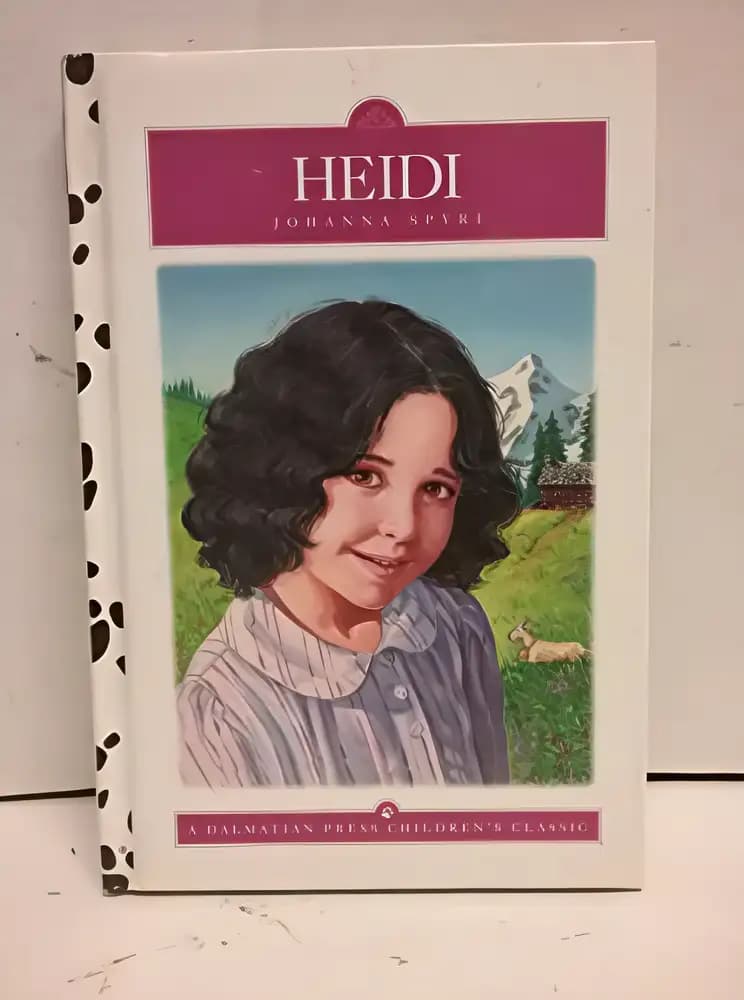 HEIDI
JOHANNA SPYRI
A DALMATIAN PRESS CHILDREN'S CLASSIC